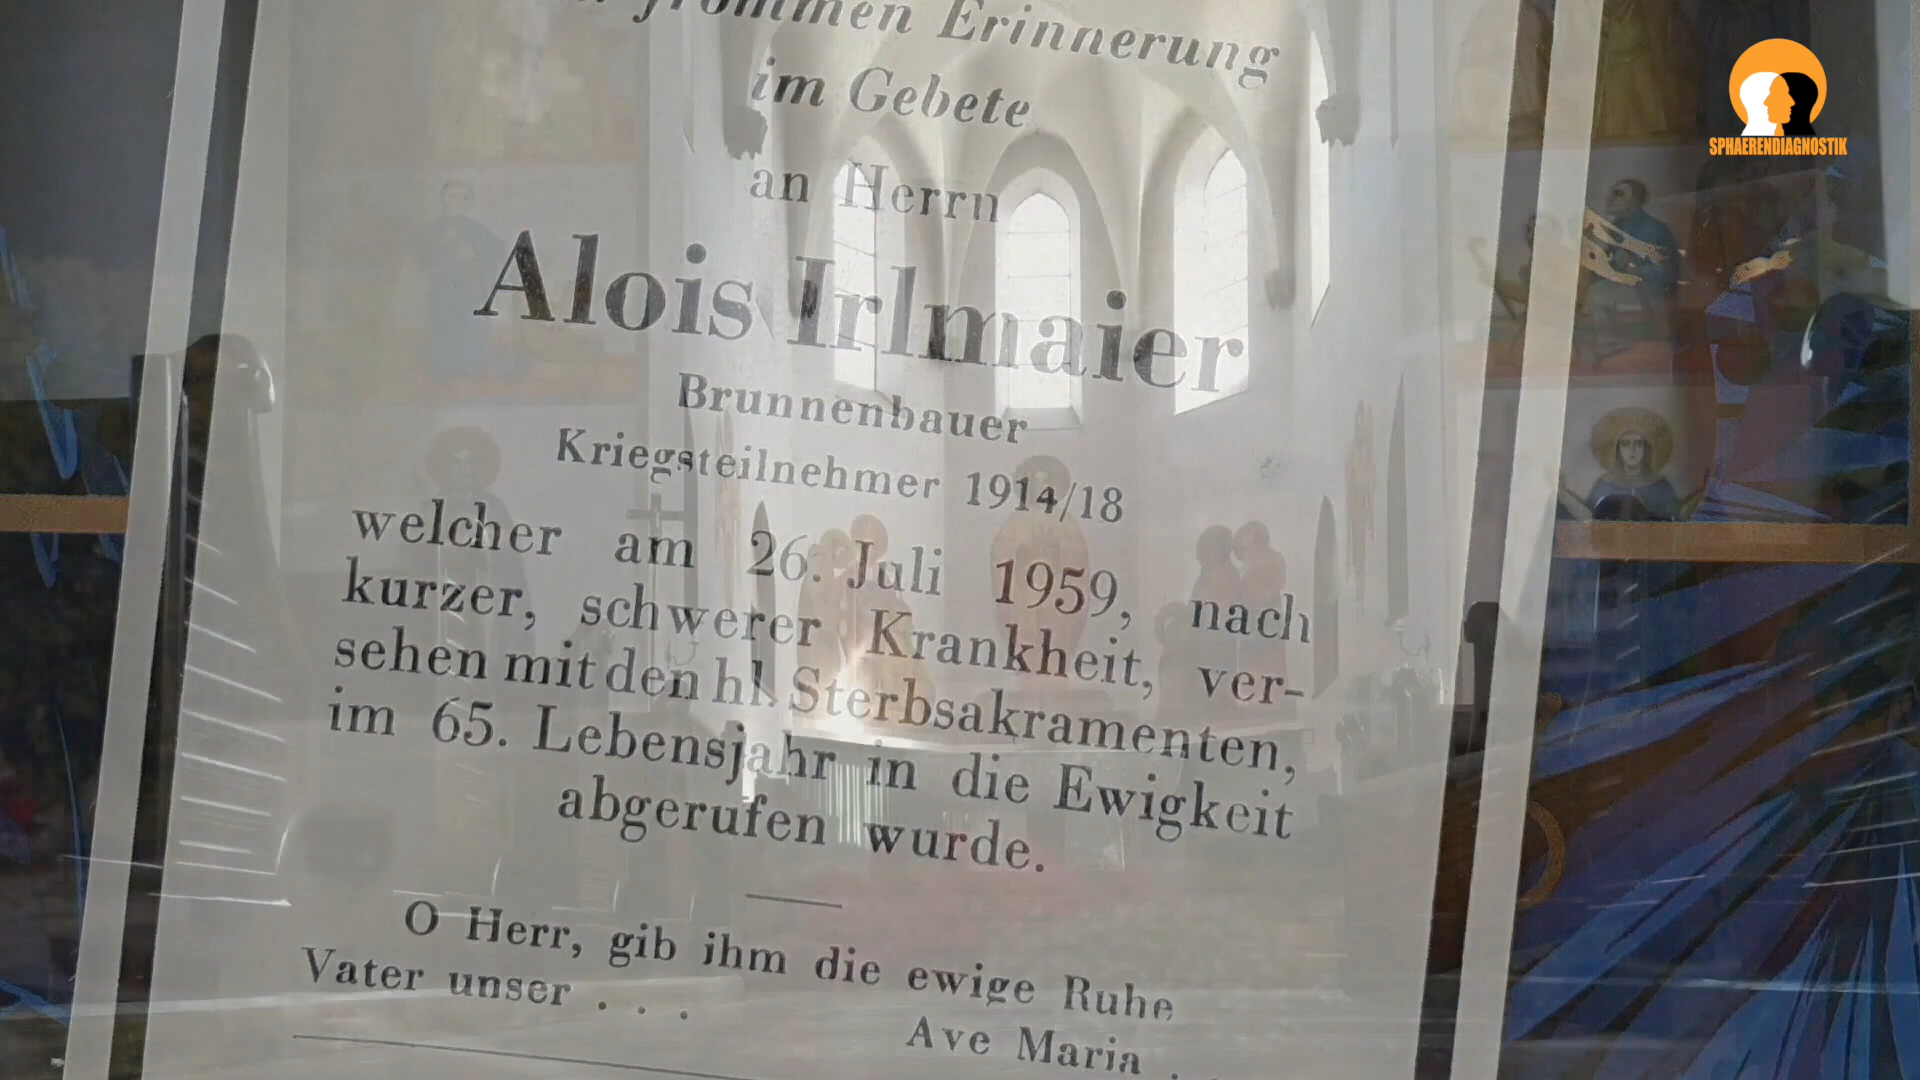 frommen Erinnerung
im Gebete
an Herrn
Alois Irlmaier
Brunnenbauer
Kriegsteilnehmer 1914/18
welcher am 26. Juli 1959, nach
kurzer, schwerer Krankheit, ver-
sehen mit den hl. Sterbsakramenten,
im 65. Lebensjahr in die Ewigkeit
abgerufen wurde.
O Herr, gib ihm die ewige Ruhe
Vater unser . . .
Ave Maria . .
SPHAERENDIAGNOSTIK